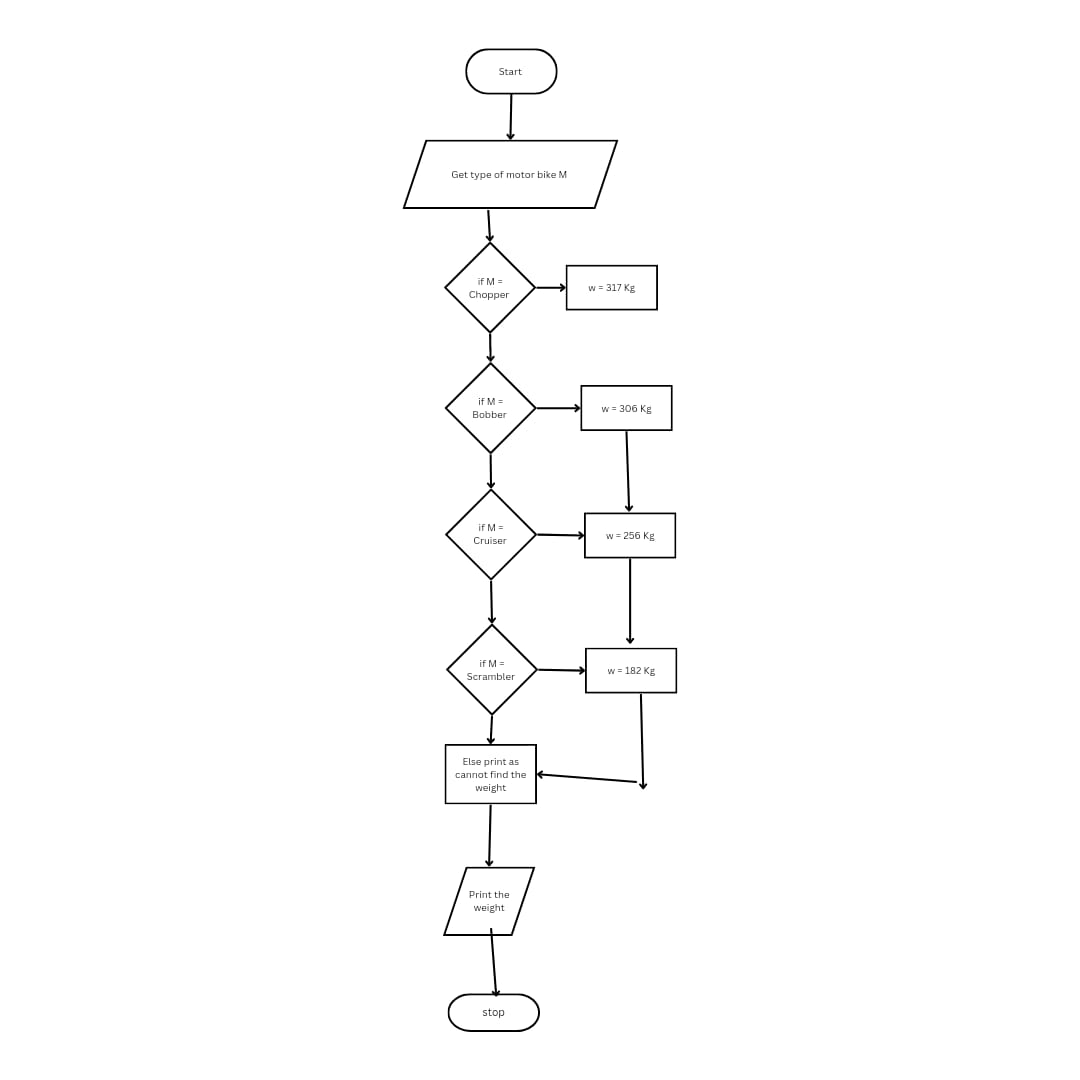 Start
Get type of motor bike M
if M =
Chopper
w = 317 Kg
if M =
Bobber
w = 306 Kg
if M =
Cruiser
w = 256 Kg
if M =
Scrambler
w = 182 Kg
Else print as
cannot find the
weight
Print the
weight
stop